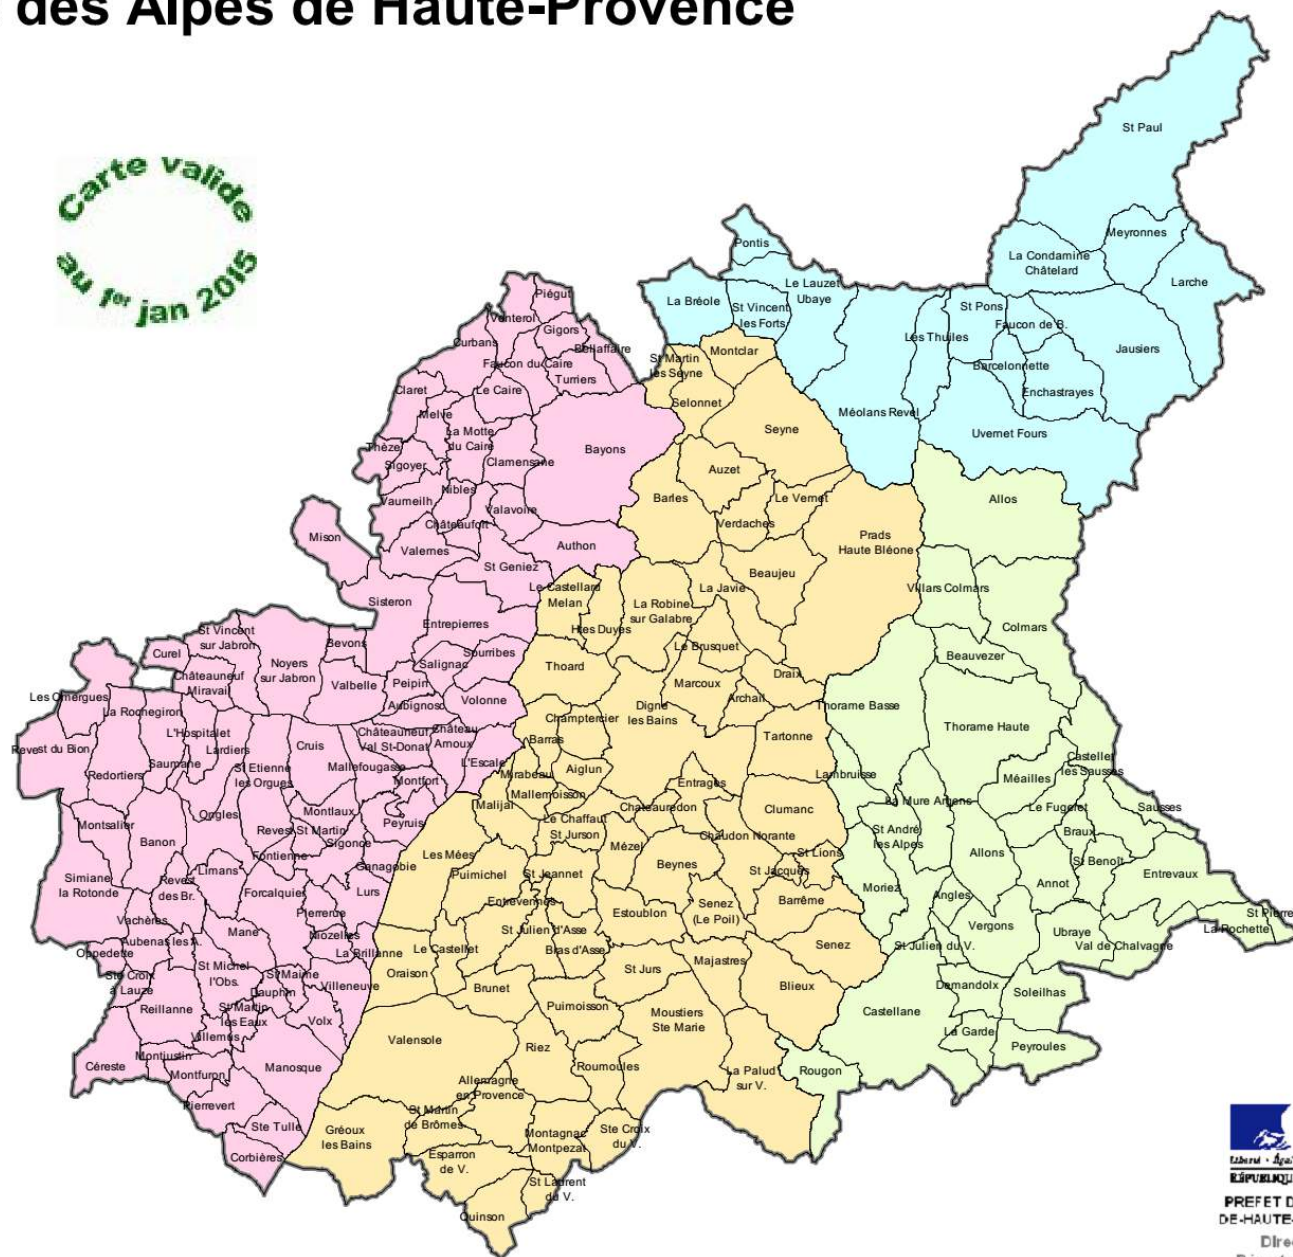 des Alpes de Haute-Provence
Carte valide
au 1er jan 2015
St Paul
Meyronnes
La Condamine
Châtelard
Larche
Pontis
Le Lauzet
Ubaye
La Bréole
St Vincent
les Forts
St Pons
Faucon de B.
Les Thuiles
Jausiers
Barcelonnette
Enchastrayes
Méolans Revel
Uvernet Fours
Piégut
Venterol
Gigors
Curbans
Bellaffaire
Faucon du Caire
Turriers
Claret
Le Caire
Melve
La Motte
du Caire
Thèze
Sigoyer
Clamensane
Bayons
Nibles
Vaumeilh
Valavoire
Châteaufort
Mison
Valernes
Authon
St Geniez
Sisteron
Entrepierres
St Martin
les Seyne
Montclar
Selonnet
Seyne
Auzet
Barles
Le Vernet
Verdaches
Prads
Haute Bléone
Beaujeu
La Javie
Le Castellard
Melan
La Robine
sur Galabre
Htes Duyes
Le Brusquet
Thoard
Marcoux
Draix
Archail
Digne
les Bains
Champtercier
Barras
Tartonne
Aiglun
Mirabeau
Mallemoisson
Entrages
Malijai
Chateauredon
Clumanc
Le Chaffaut
St Jurson
Chaudon Norante
Mézel
St Lions
Les Mées
Puimichel
St Jeannet
Beynes
St Jacques
Entrevennes
Estoublon
Senez
(Le Poil)
Barrême
St Julien d'Asse
Bras d'Asse
Le Castellet
Senez
Oraison
Brunet
St Jurs
Majastres
Blieux
Puimoisson
Moustiers
Ste Marie
Valensole
Riez
Roumoules
La Palud
sur V.
Allemagne
en Provence
St Martin
de Brômes
Gréoux
les Bains
Montagnac
Montpezat
Ste Croix
du V.
Esparron
de V.
St Laurent
du V.
Quinson
Allos
Villars Colmars
Colmars
Beauvezer
Thorame Basse
Thorame Haute
Castellet
les Sausses
Lambruisse
Méailles
La Mure Argens
Le Fugeret
Sausses
St André
les Alpes
Braux
Allons
St Benoît
Entrevaux
Moriez
Angles
Annot
Vergons
St Pierre
La Rochette
Ubraye
Val de Chalvagne
St Julien du V.
Demandolx
Soleilhas
Castellane
La Garde
Peyroules
Rougon
St Vincent
sur Jabron
Bevons
Curel
Noyers
sur Jabron
Châteauneuf
Miravail
Valbelle
Salignac
Sourribes
Peipin
Aubignosc
Volonne
Les Omergues
La Rochegiron
L'Hospitalet
Lardiers
Saumane
Revest du Bion
Redortiers
Cruis
Châteauneuf
Val St-Donat
Château
Arnoux
Mallefougasse
L'Escale
Montfort
St Etienne
les Orgues
Montlaux
Peyruis
Montsalier
Banon
Ongles
Revest St Martin
Sigonce
Fontienne
Ganagobie
Limans
Simiane
la Rotonde
Revest
des Br.
Forcalquier
Lurs
Pierrerue
Vachères
Mane
Niozelles
Aubenas les A.
La Brillanne
Oppedette
Ste Croix
à Lauze
St Michel
l'Obs.
St Maime
Dauphin
Villeneuve
Reillanne
St Martin
les Eaux
Volx
Villemus
Montjustin
Céreste
Montfuron
Manosque
Pierrevert
Ste Tulle
Corbières
PREFET D
DE-HAUTE-
Dire